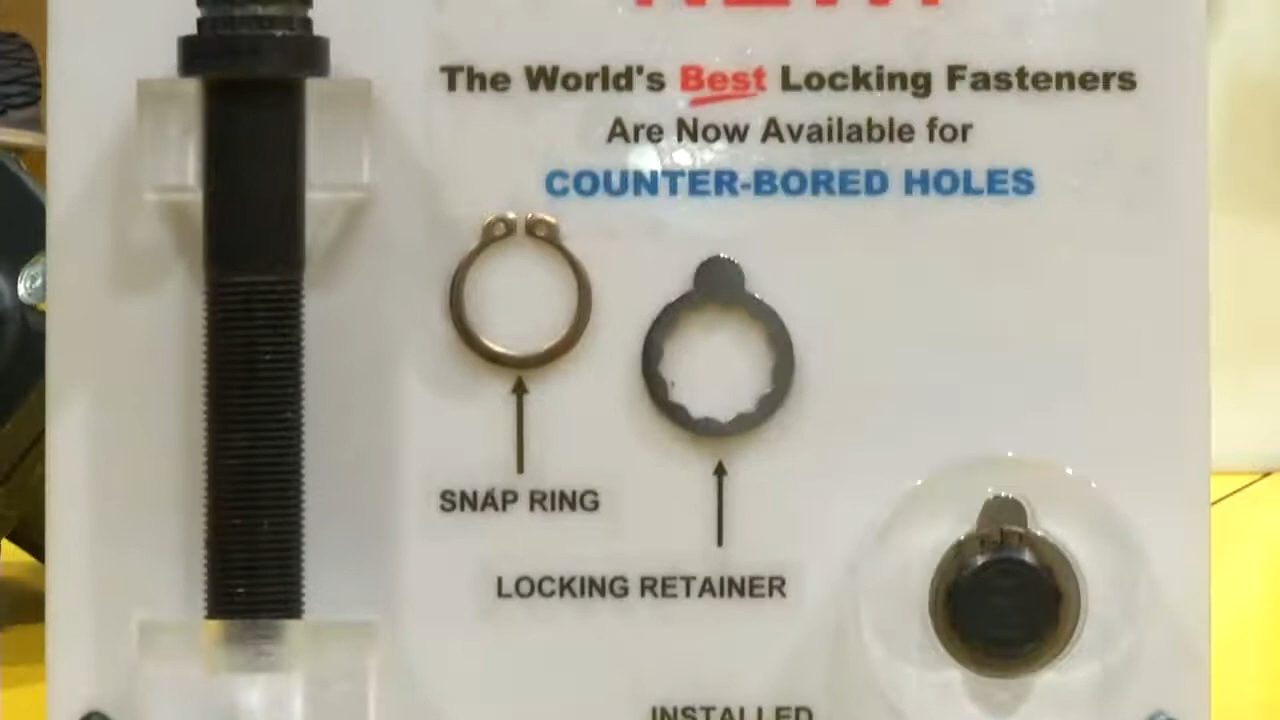 The World's Best Locking Fasteners
Are Now Available for
COUNTER-BORED HOLES
SNAP RING
LOCKING RETAINER
INSTALLED